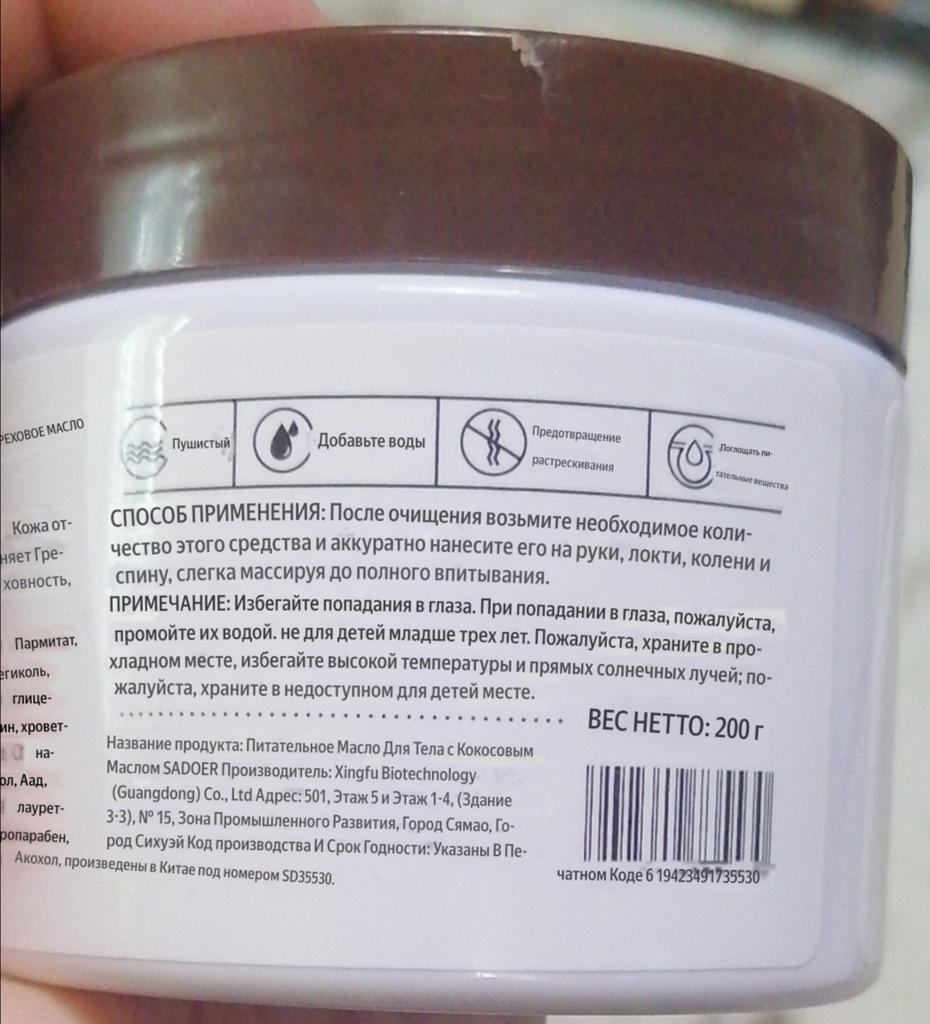 РЕХОВОЕ МАСЛО
Кожа от-
няет Гре-
ховность,
Пармитат,
егиколь,
глице-
ин, хровет-
на-
ол, Аад,
лаурет-
ропарабен,
Акохол, произведены в Китае под номером SD35530.
Пушистый
Добавьте воды
Предотвращение
растрескивания
Поглощать пи-
тательные вещества
СПОСОБ ПРИМЕНЕНИЯ: После очищения возьмите необходимое коли-
чество этого средства и аккуратно нанесите его на руки, локти, колени и
спину, слегка массируя до полного впитывания.
ПРИМЕЧАНИЕ: Избегайте попадания в глаза. При попадании в глаза, пожалуйста,
промойте их водой. не для детей младше трех лет. Пожалуйста, храните в про-
хладном месте, избегайте высокой температуры и прямых солнечных лучей; по-
жалуйста, храните в недоступном для детей месте.
ВЕС НЕТТО: 200 г
Название продукта: Питательное Масло Для Тела с Кокосовым
Маслом SADOER Производитель: Xingfu Biotechnology
(Guangdong) Co., Ltd Адрес: 501, Этаж 5 и Этаж 1-4, (Здание
3-3), № 15, Зона Промышленного Развития, Город Сямао, Го-
род Сихуэй Код производства И Срок Годности: Указаны В Пе-
чатном Коде 6 19423491735530